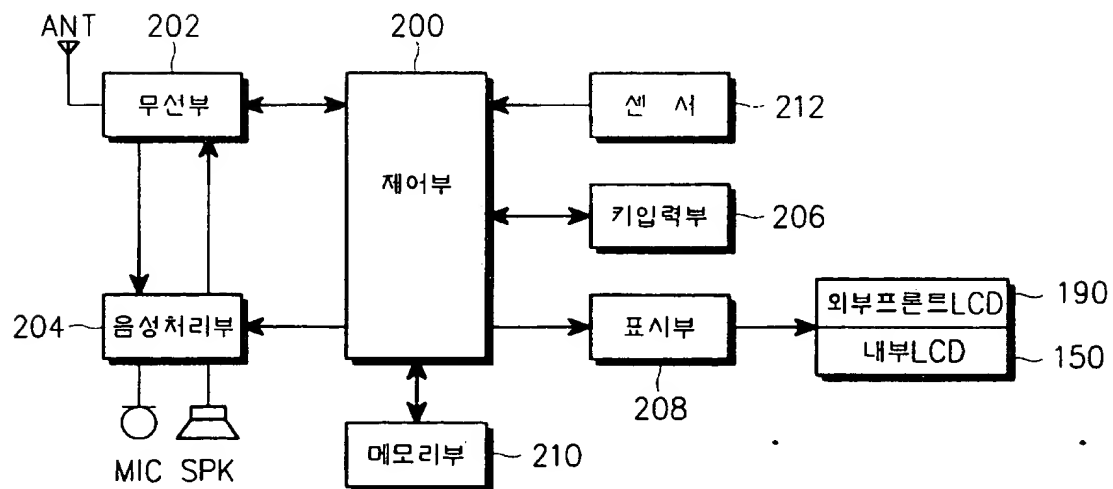 ANT
202
200
무선부
센 서
212
제어부
키입력부
206
204
음성처리부
표시부
208
외부프론트LCD
190
내부LCD
150
메모리부
210
MIC
SPK